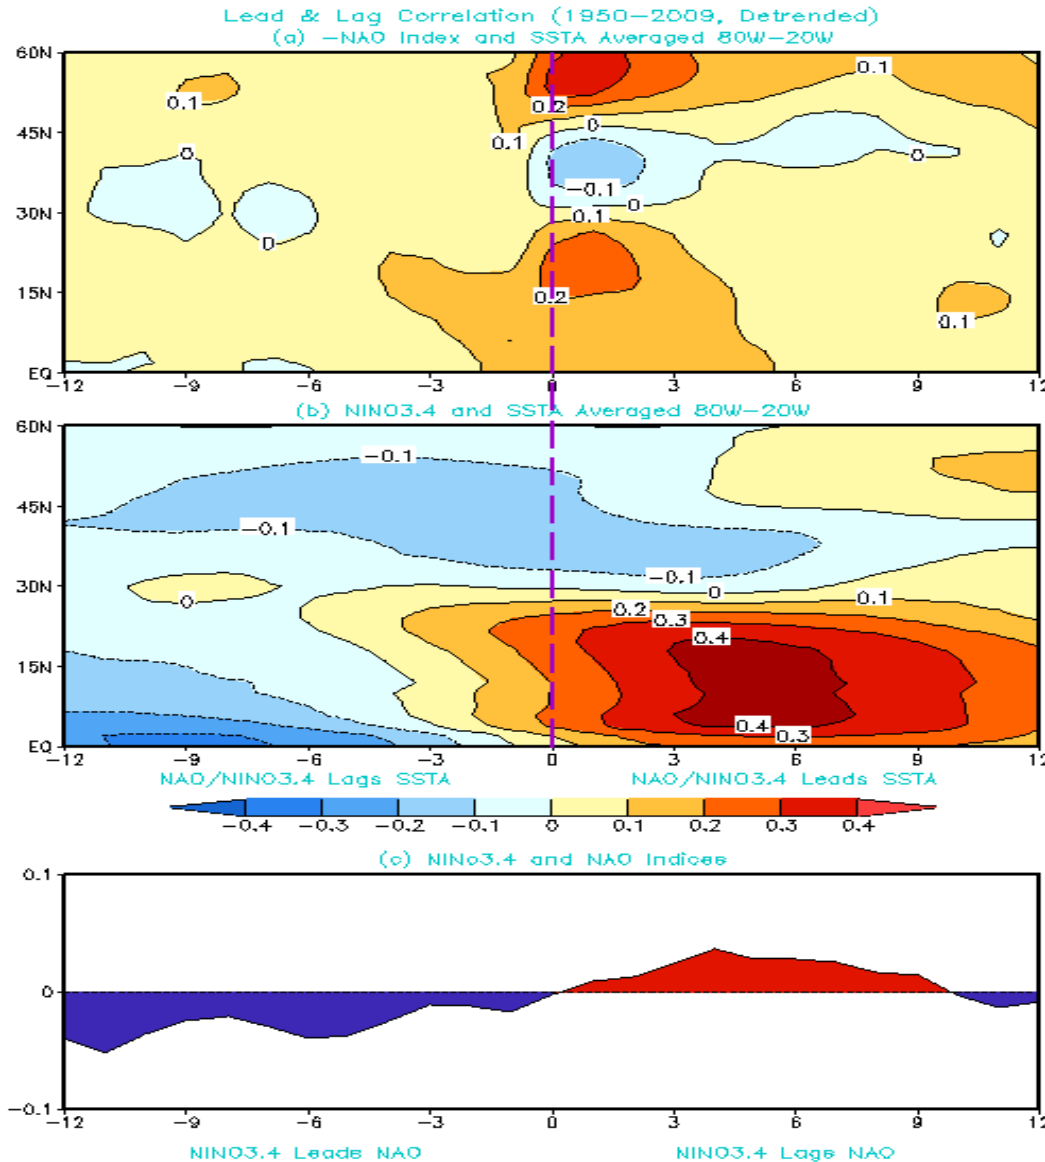 Lead & Lag Correlation (1950-2009, Detrended)
(a) -NAO Index and SSTA Averaged 80W-20W
60N
45N
30N
15N
EQ
0.1
0
0
0.2
0.1
0
-0.1
0
0.1
0.2
0.1
0
0.1
-12 -9 -6 -3 0 3 6 9 12
(b) NINO3.4 and SSTA Averaged 80W-20W
60N
45N
30N
15N
EQ
-0.1
-0.1
0
-0.1
0
0.1
0.2
0.3
0.4
0.4
0.3
-12 -9 -6 -3 0 3 6 9 12
NAO/NINO3.4 Lags SSTA NAO/NINO3.4 Leads SSTA
-0.4 -0.3 -0.2 -0.1 0 0.1 0.2 0.3 0.4
(c) NINo3.4 and NAO Indices
0.1
0
-0.1
-12 -9 -6 -3 0 3 6 9 12
NINO3.4 Leads NAO NINO3.4 Lags NAO